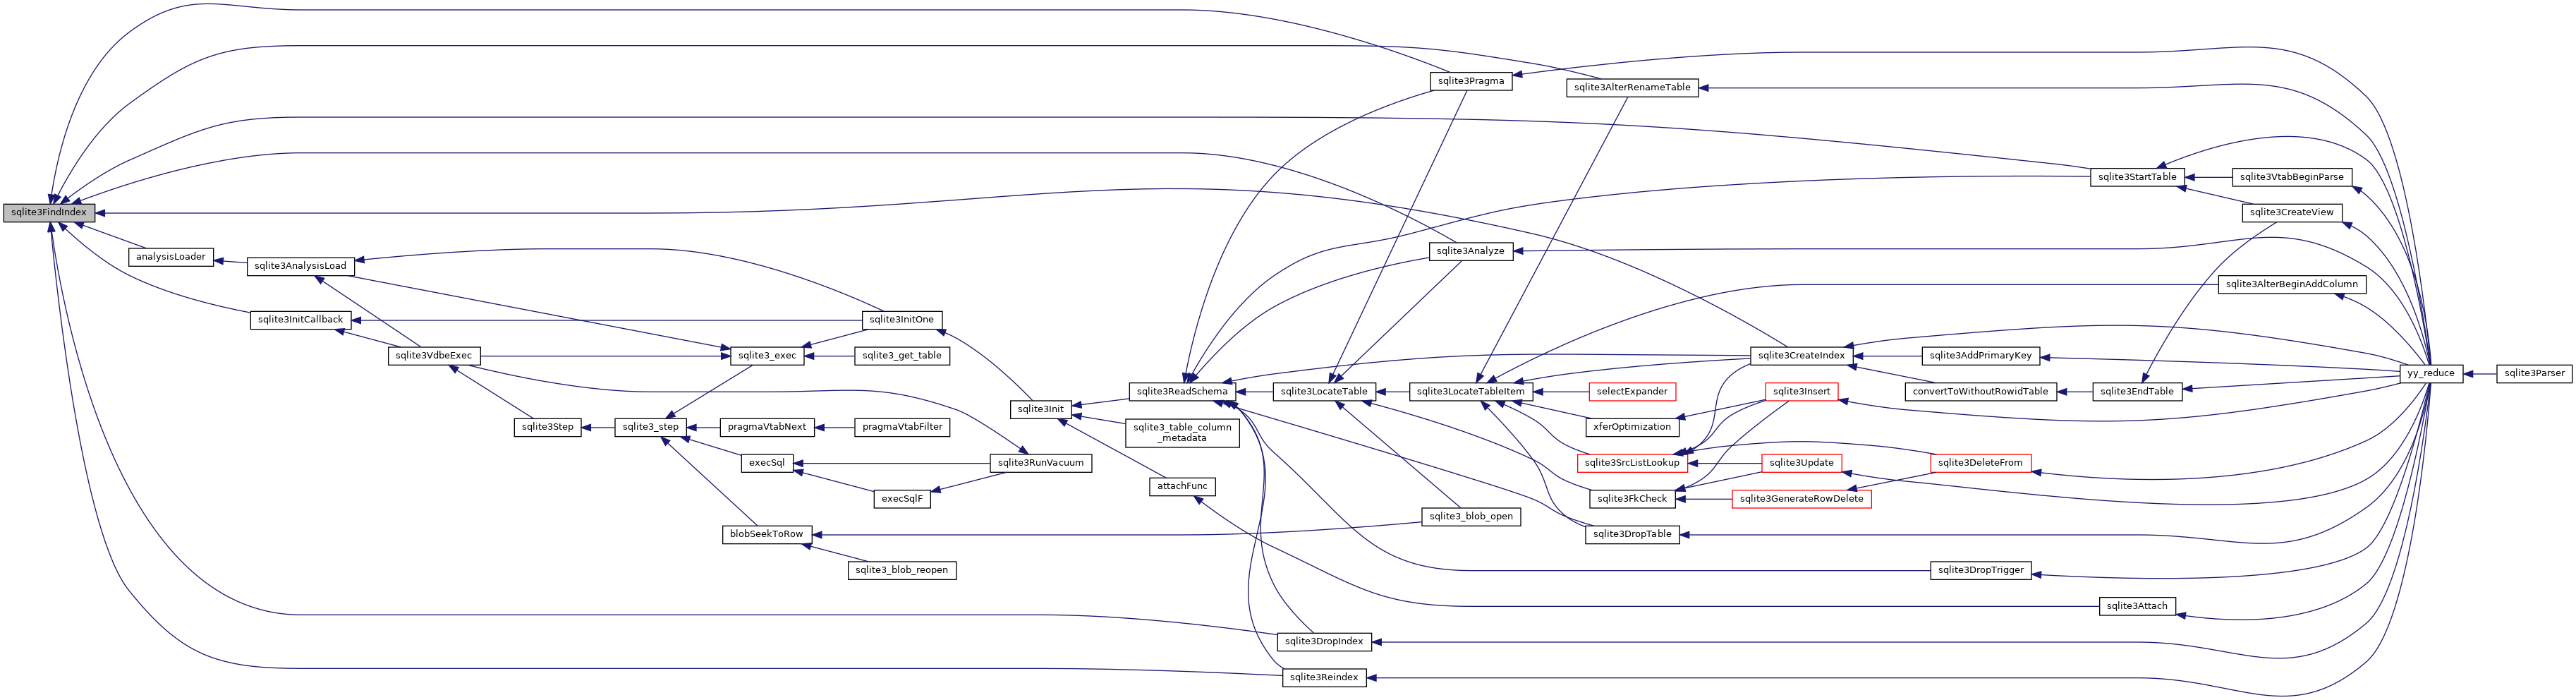 sqlite3FindIndex
analysisLoader
sqlite3AnalysisLoad
sqlite3InitCallback
sqlite3VdbeExec
sqlite3Step
sqlite3_step
sqlite3_exec
pragmaVtabNext
execSql
blobSeekToRow
sqlite3InitOne
sqlite3_get_table
pragmaVtabFilter
execSqlF
sqlite3_blob_reopen
sqlite3Init
sqlite3RunVacuum
sqlite3ReadSchema
sqlite3_table_column
_metadata
attachFunc
sqlite3LocateTable
sqlite3DropIndex
sqlite3Reindex
sqlite3Pragma
sqlite3Analyze
sqlite3LocateTableItem
sqlite3_blob_open
sqlite3AlterRenameTable
selectExpander
xferOptimization
sqlite3SrcListLookup
sqlite3FkCheck
sqlite3DropTable
sqlite3CreateIndex
sqlite3Insert
sqlite3Update
sqlite3GenerateRowDelete
sqlite3AddPrimaryKey
convertToWithoutRowidTable
sqlite3DeleteFrom
sqlite3DropTrigger
sqlite3StartTable
sqlite3EndTable
sqlite3Attach
sqlite3VtabBeginParse
sqlite3CreateView
sqlite3AlterBeginAddColumn
yy_reduce
sqlite3Parser